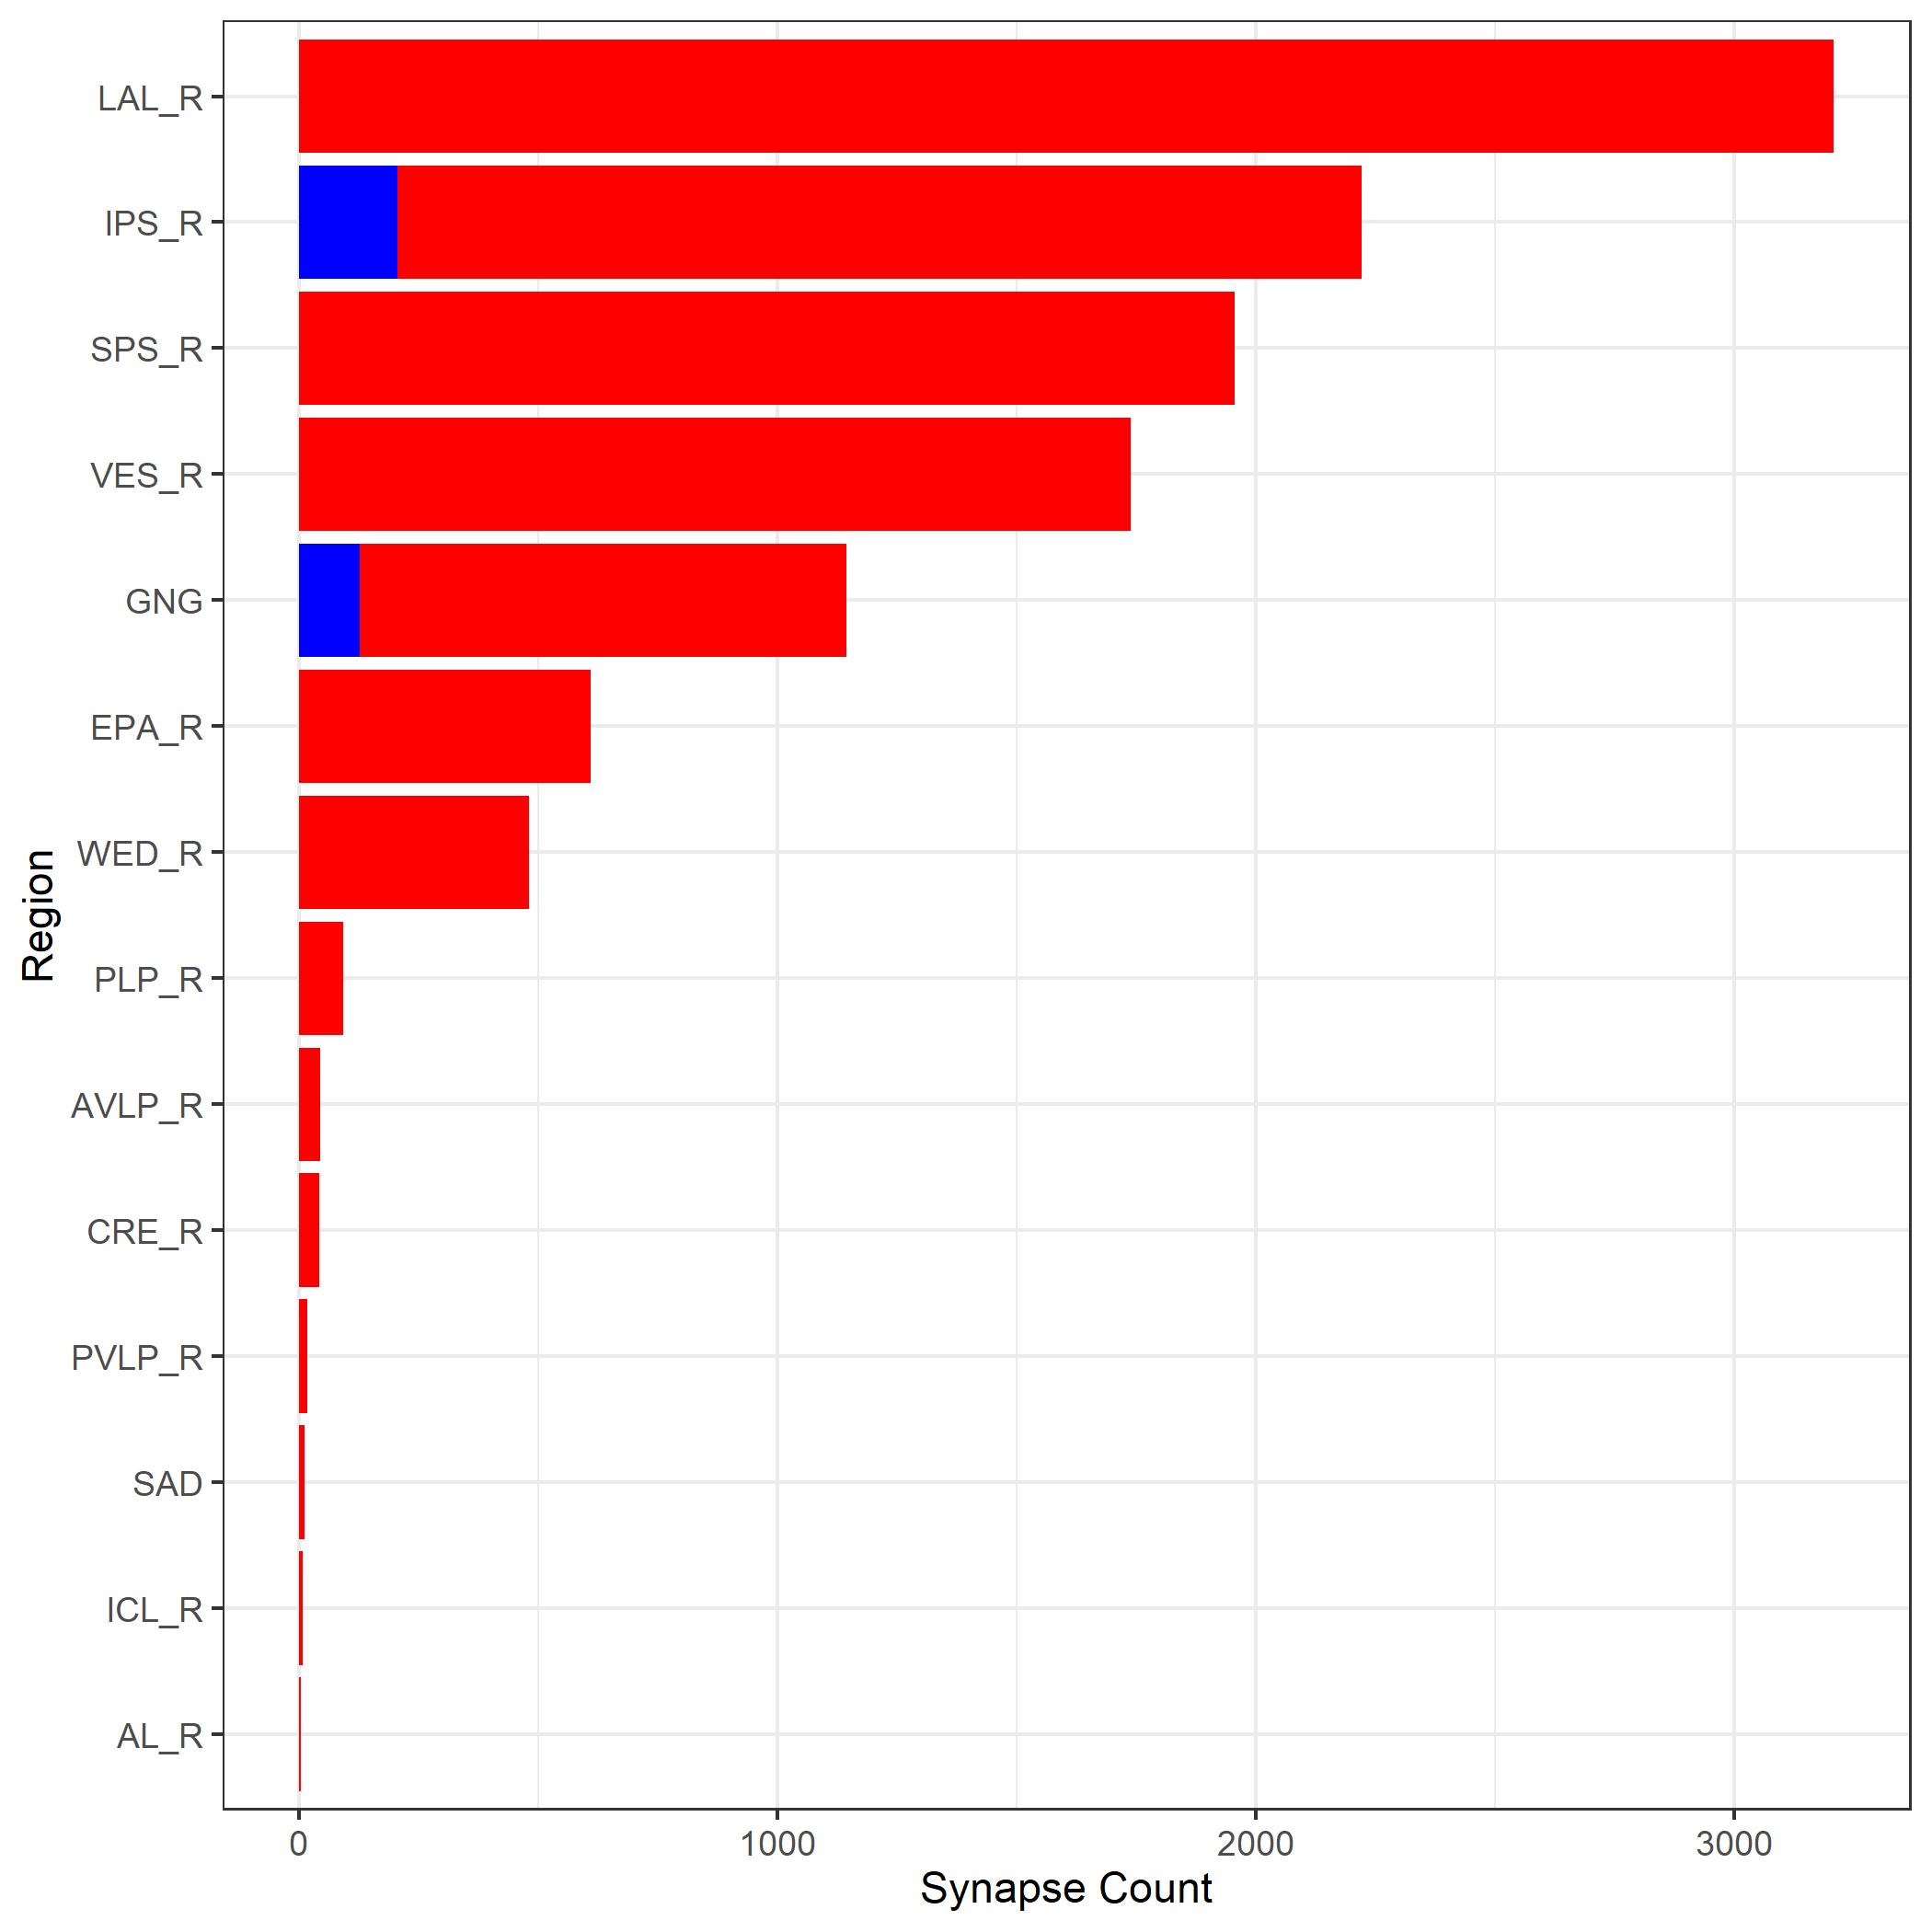 LAL_R
IPS_R
SPS_R
VES_R
GNG
EPA_R
WED_R
PLP_R
AVLP_R
CRE_R
PVLP_R
SAD
ICL_R
AL_R
Region
0 1000 2000 3000
Synapse Count